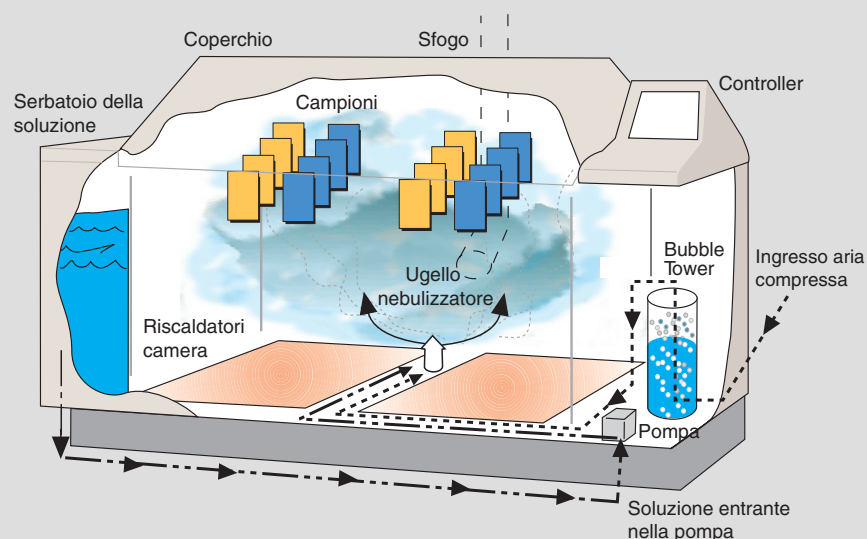 Coperchio
Sfogo
Controller
Serbatoio della
soluzione
Campioni
Bubble
Tower
Ingresso aria
compressa
Ugello
nebulizzatore
Riscaldatori
camera
Pompa
Soluzione entrante
nella pompa